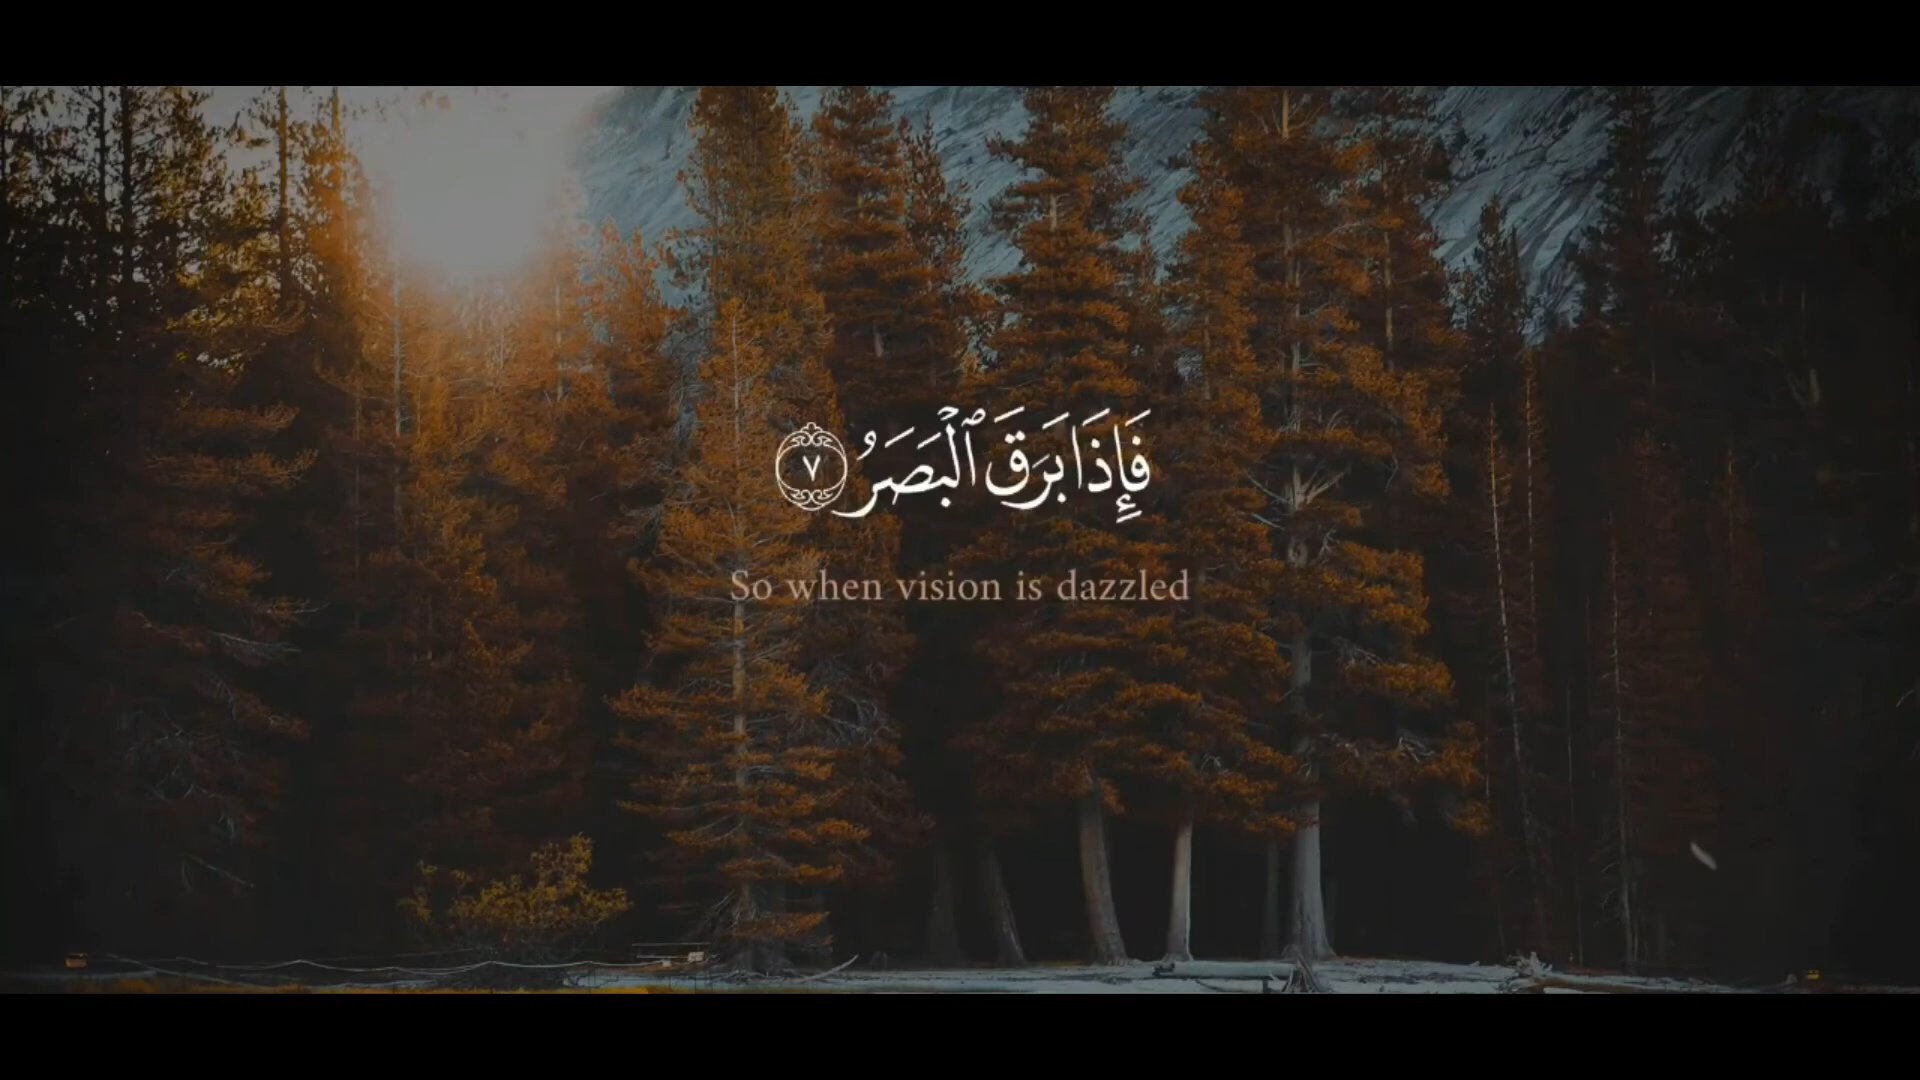 فَإِذَا بَرِقَ ٱلْبَصَرُ ٧
So when vision is dazzled